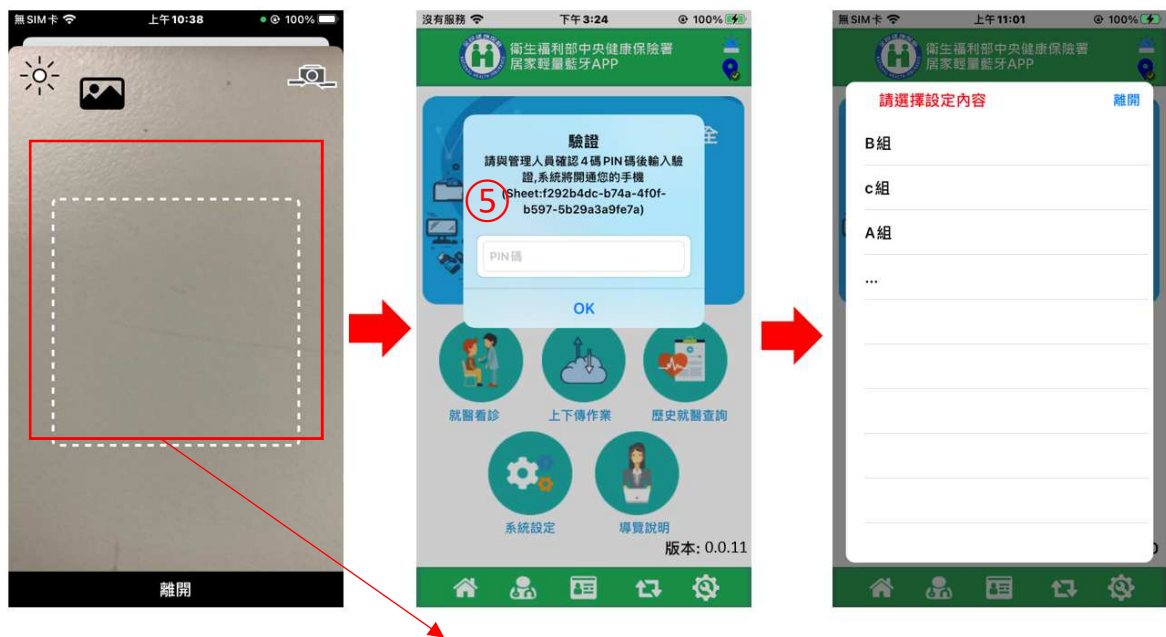 無SIM卡 上午10:38 100%
離開
沒有服務 下午3:24 100%
衛生福利部中央健康保險署
居家輕量藍牙APP
全
驗證
請與管理人員確認4碼PIN碼後輸入驗
證,系統將開通您的手機
(Sheet:f292b4dc-b74a-4f0f-
b597-5b29a3a9fe7a)
⑤
PIN碼
OK
就醫看診 上下傳作業 歷史就醫查詢
系統設定 導覽說明
版本: 0.0.11
無SIM卡 上午11:01 100%
衛生福利部中央健康保險署
居家輕量藍牙APP
請選擇設定內容 離開
B組
c組
A組
...